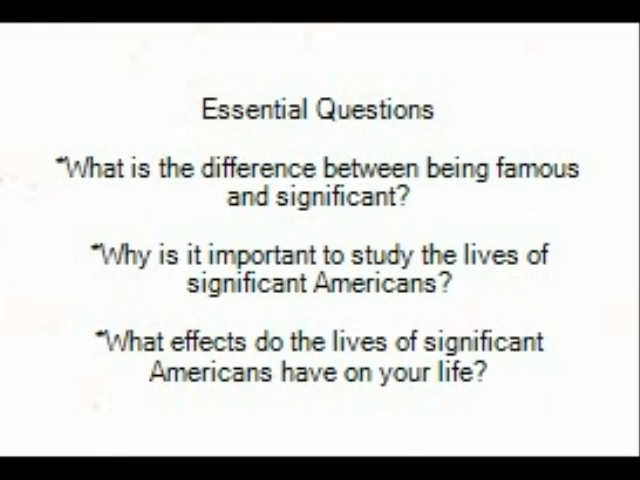 Essential Questions
*What is the difference between being famous
and significant?
*Why is it important to study the lives of
significant Americans?
*What effects do the lives of significant
Americans have on your life?